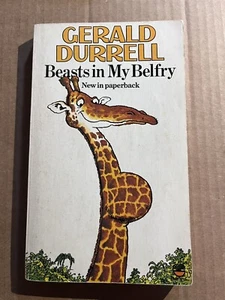 GERALD
DURRELL
Beasts in My Belfry
New in paperback